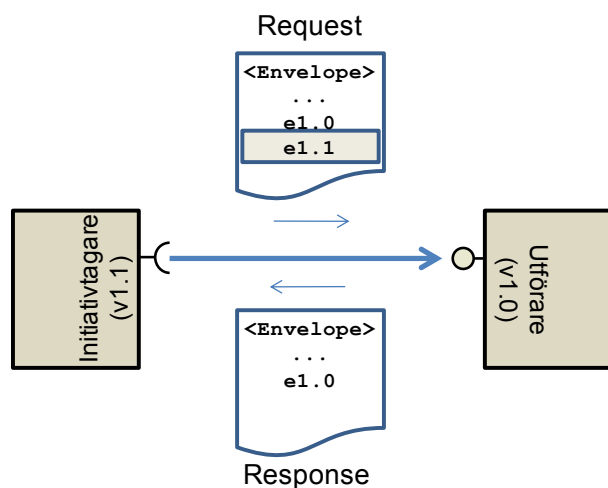 Request
<Envelope>
...
e1.0
e1.1
Initiativtagare
(v1.1)
Utförare
(v1.0)
<Envelope>
...
e1.0
Response